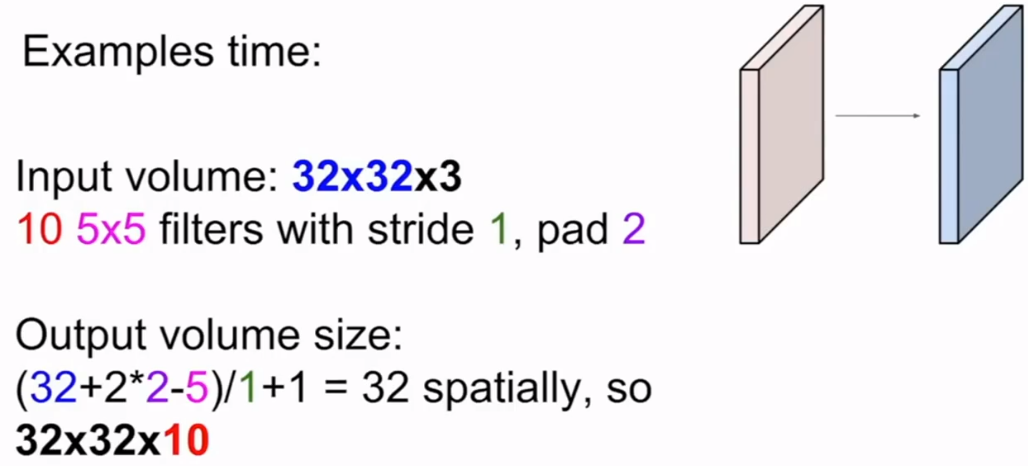 Examples time:
Input volume: 32x32x3
10 5x5 filters with stride 1, pad 2
Output volume size:
(32+2*2-5)/1+1 = 32 spatially, so
32x32x10